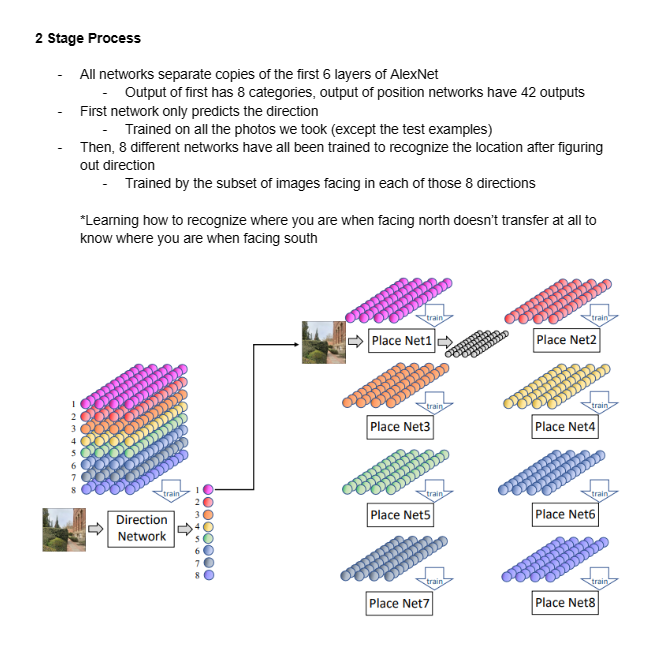 2 Stage Process
- All networks separate copies of the first 6 layers of AlexNet
- Output of first has 8 categories, output of position networks have 42 outputs
- First network only predicts the direction
- Trained on all the photos we took (except the test examples)
- Then, 8 different networks have all been trained to recognize the location after figuring
out direction
- Trained by the subset of images facing in each of those 8 directions
*Learning how to recognize where you are when facing north doesn't transfer at all to
know where you are when facing south
1
2
3
4
5
6
7
8
train
Direction
Network
1
2
3
4
5
6
7
8
train
Place Net1
train
Place Net2
train
Place Net3
train
Place Net4
train
Place Net5
train
Place Net6
train
Place Net7
train
Place Net8